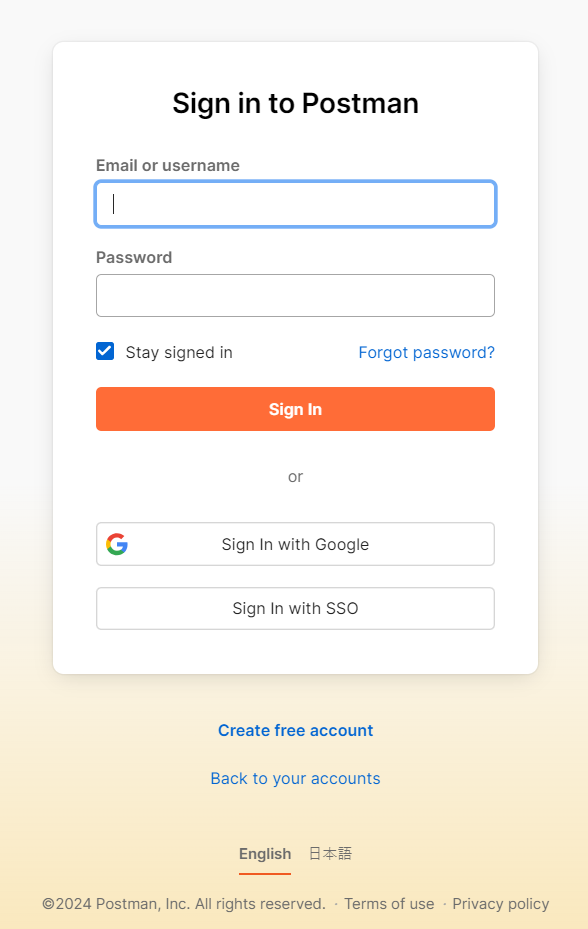 Sign in to Postman
Email or username
Password
Stay signed in
Forgot password?
Sign In
or
Sign In with Google
Sign In with SSO
Create free account
Back to your accounts
English 日本語
©2024 Postman, Inc. All rights reserved. · Terms of use · Privacy policy